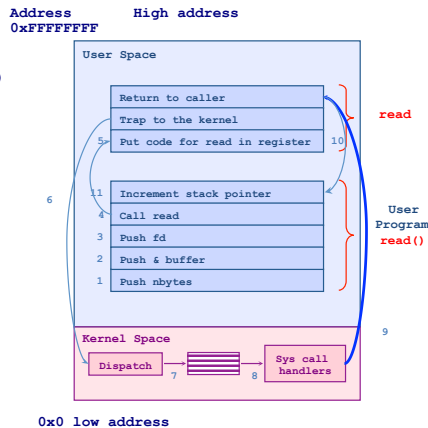 Address High address
0xFFFFFFFF
User Space
Return to caller
Trap to the kernel
5 Put code for read in register 10
read
6
11 Increment stack pointer
4 Call read
3 Push fd
2 Push & buffer
1 Push nbytes
User
Program
read()
9
Kernel Space
Dispatch
7
8
Sys call
handlers
0x0 low address